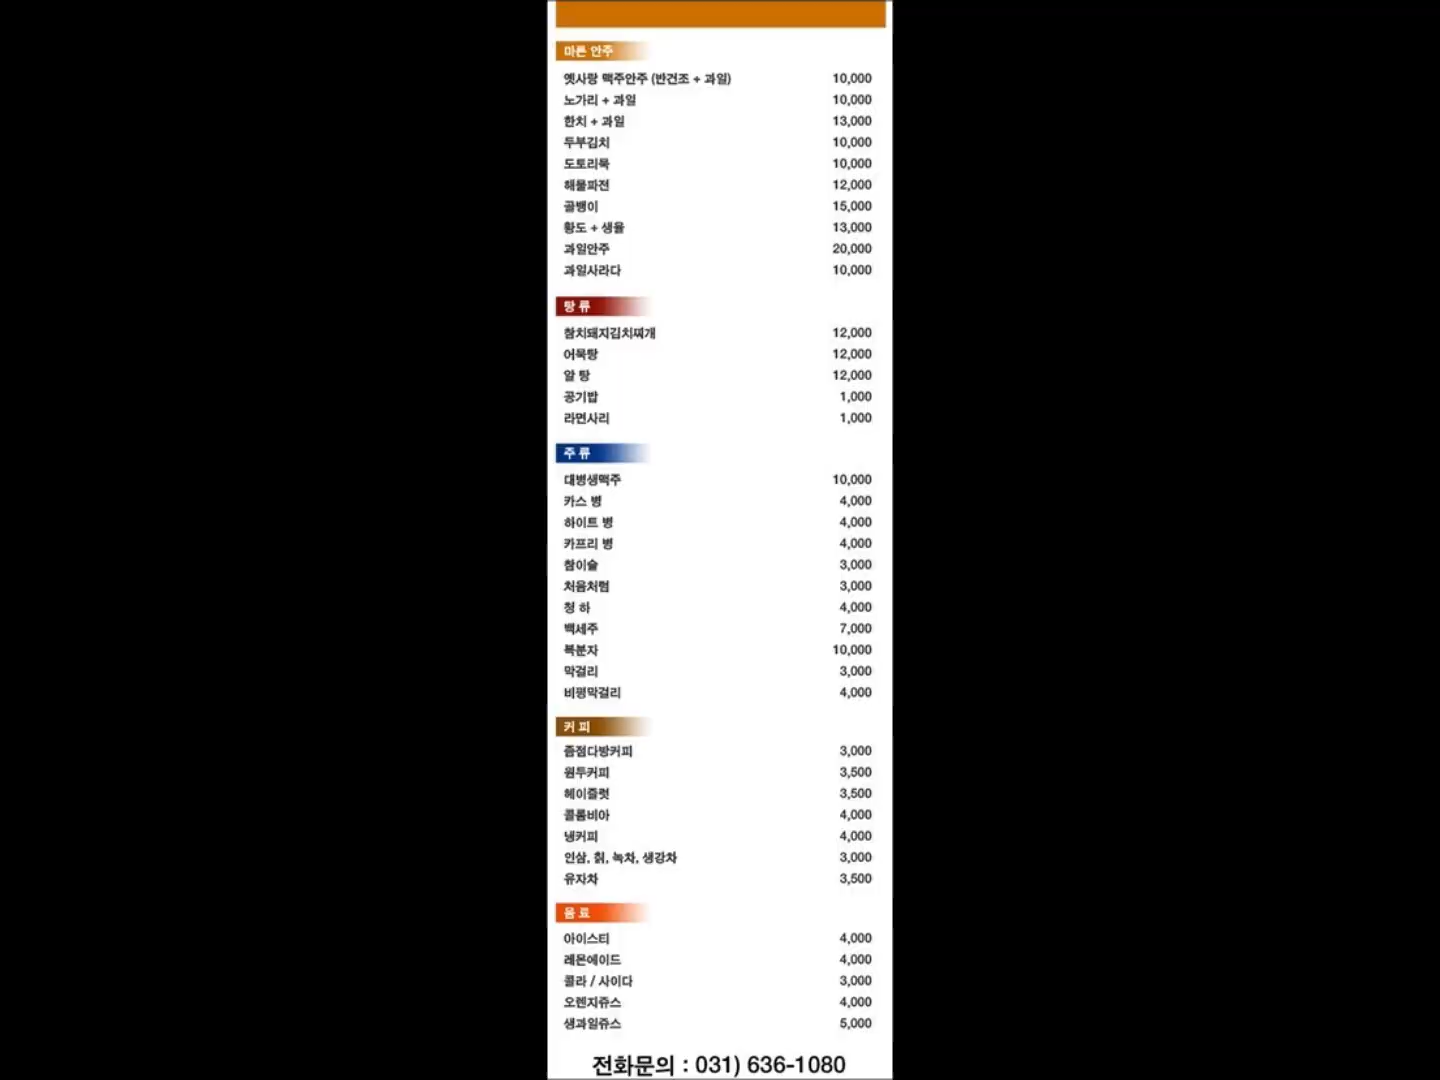 마른 안주
옛사랑 맥주안주 (반건조 + 과일) 10,000
노가리 + 과일 10,000
한치 + 과일 13,000
두부김치 10,000
도토리묵 10,000
해물파전 12,000
골뱅이 15,000
황도 + 생율 13,000
과일안주 20,000
과일사라다 10,000
탕 류
참치돼지김치찌개 12,000
어묵탕 12,000
알 탕 12,000
공기밥 1,000
라면사리 1,000
주 류
대병생맥주 10,000
카스 병 4,000
하이트 병 4,000
카프리 병 4,000
참이슬 3,000
처음처럼 3,000
청 하 4,000
백세주 7,000
복분자 10,000
막걸리 3,000
비평막걸리 4,000
커 피
쫌점다방커피 3,000
원두커피 3,500
헤이즐럿 3,500
콜롬비아 4,000
냉커피 4,000
인삼, 칡, 녹차, 생강차 3,000
유자차 3,500
음 료
아이스티 4,000
레몬에이드 4,000
콜라 / 사이다 3,000
오렌지쥬스 4,000
생과일쥬스 5,000
전화문의 : 031) 636-1080